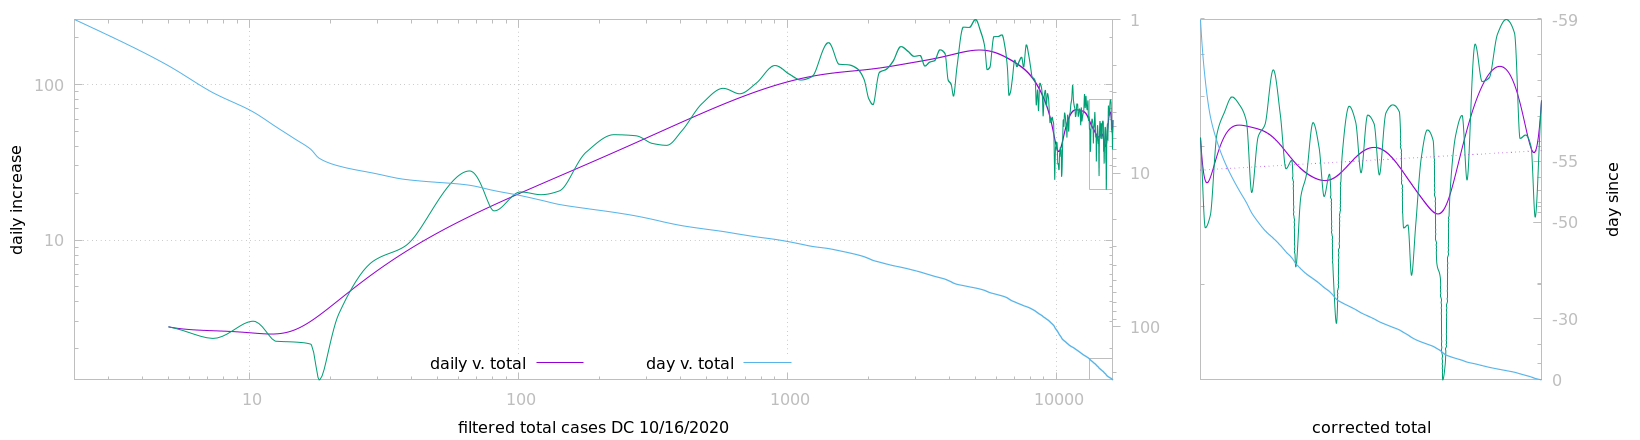 daily increase
100
10
10
100
1000
10000
1
10
100
daily v. total
day v. total
filtered total cases DC 10/16/2020
-59
-55
-50
-30
0
day since
corrected total